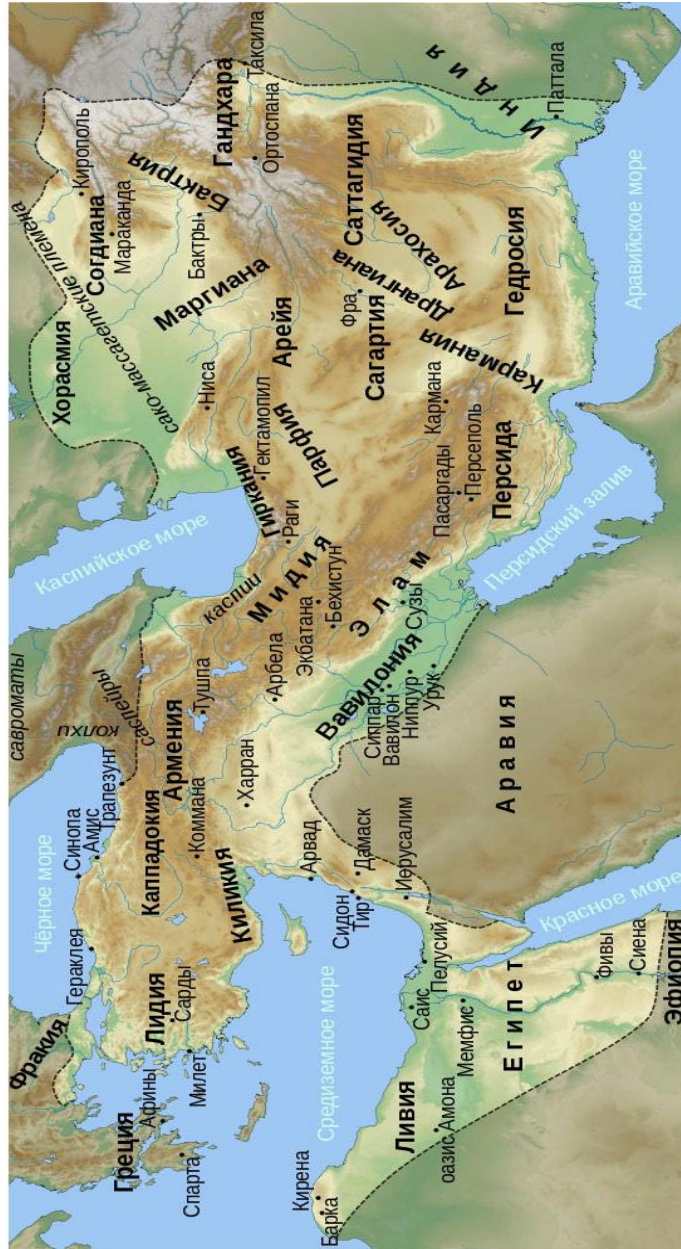 Фракия
Греция
Афины
Спарта
Чёрное море
савроматы
колхи
саспейры
Гераклея
Синопа
Амис
Трапезунт
Лидия
Сарды
Милет
Каппадокия
Армения
Коммана
Тушпа
Киликия
Харран
Средиземное море
Кирена
Барка
Ливия
оазис Амона
Саис
Пелусий
Мемфис
Египет
Фивы
Сиена
Эфиопия
Красное море
Арвад
Сидон
Тир
Дамаск
Иерусалим
Аравия
Каспийское море
каспии
Мидия
Арбела
Экбатана
Бехистун
Раги
Гиркания
Гектамопил
Парфия
Вавилония
Сиппар
Вавилон
Ниппур
Урук
Элам
Сузы
Персидский залив
Пасаргады
Персеполь
Персида
Кармана
Кармания
Хорасмия
сако-массагетские племена
Согдиана
Мараканда
Кирополь
Ниса
Маргиана
Бактрия
Бактры
Арейя
Сагартия
Фра
Дрангиана
Арахосия
Саттагидия
Гедросия
Гандхара
Ортоспана
Таксила
Индия
Паттала
Аравийское море